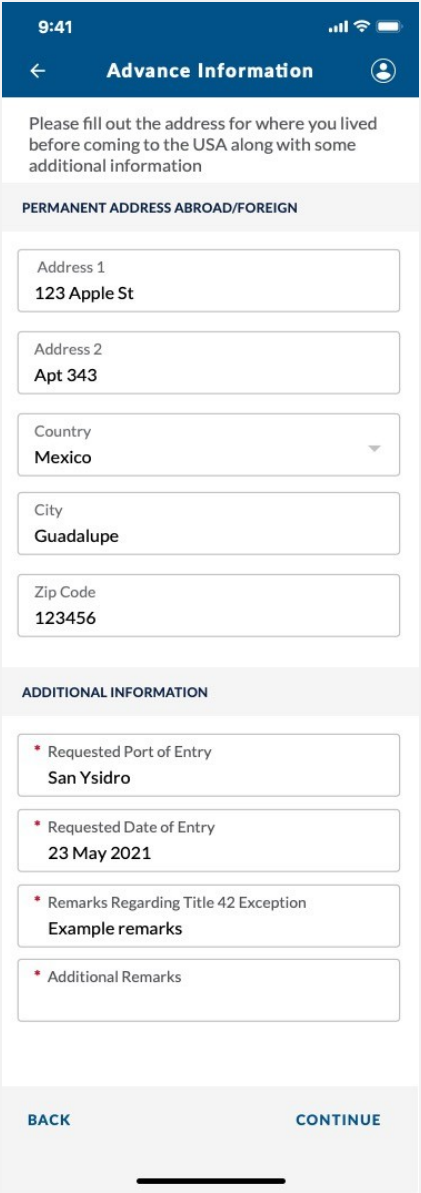 9:41
Advance Information
Please fill out the address for where you lived
before coming to the USA along with some
additional information
PERMANENT ADDRESS ABROAD/FOREIGN
Address 1
123 Apple St
Address 2
Apt 343
Country
Mexico
City
Guadalupe
Zip Code
123456
ADDITIONAL INFORMATION
* Requested Port of Entry
San Ysidro
* Requested Date of Entry
23 May 2021
* Remarks Regarding Title 42 Exception
Example remarks
* Additional Remarks
BACK CONTINUE